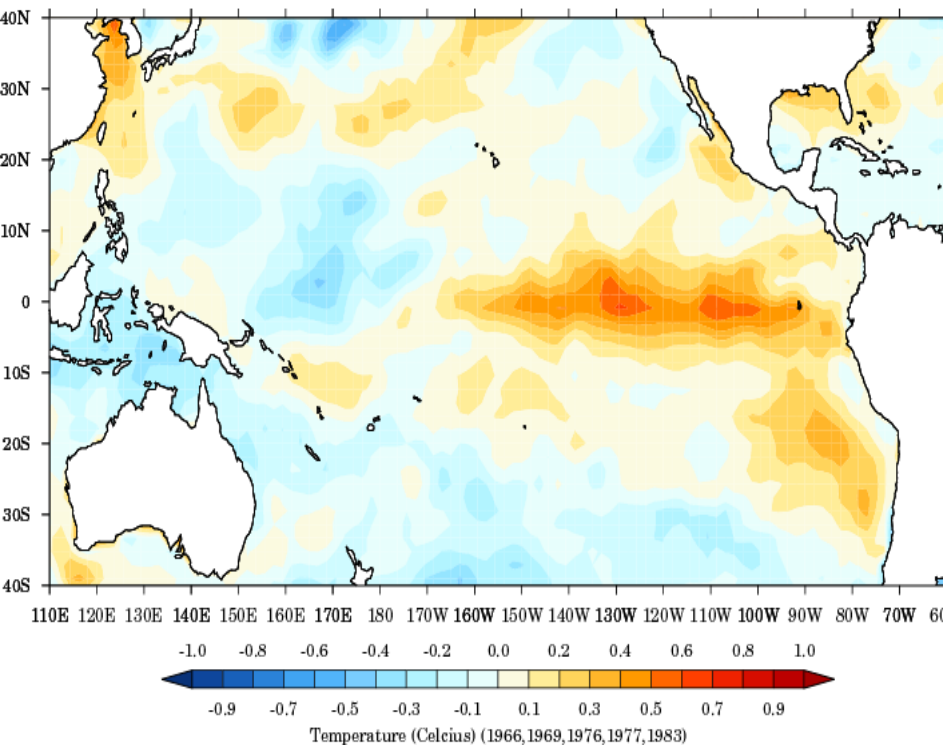 40N
30N
20N
10N
0
10S
20S
30S
40S
110E 120E 130E 140E 150E 160E 170E 180 170W 160W 150W 140W 130W 120W 110W 100W 90W 80W 70W 60
-1.0 -0.8 -0.6 -0.4 -0.2 0.0 0.2 0.4 0.6 0.8 1.0
-0.9 -0.7 -0.5 -0.3 -0.1 0.1 0.3 0.5 0.7 0.9
Temperature (Celcius) (1966,1969,1976,1977,1983)